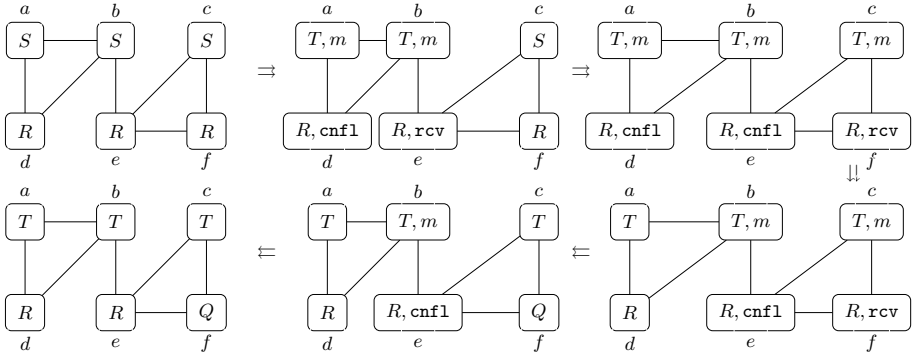 a b c a b c a b c
S S S T, m T, m S T, m T, m T, m
⇉ ⇉
R R R R, cnfl R, rcv R R, cnfl R, cnfl R, rcv
d e f d e f d e f
⇊
a b c a b c a b c
T T T T T, m T T T, m T, m
⇇ ⇇
R R Q R R, cnfl Q R R, cnfl R, rcv
d e f d e f d e f